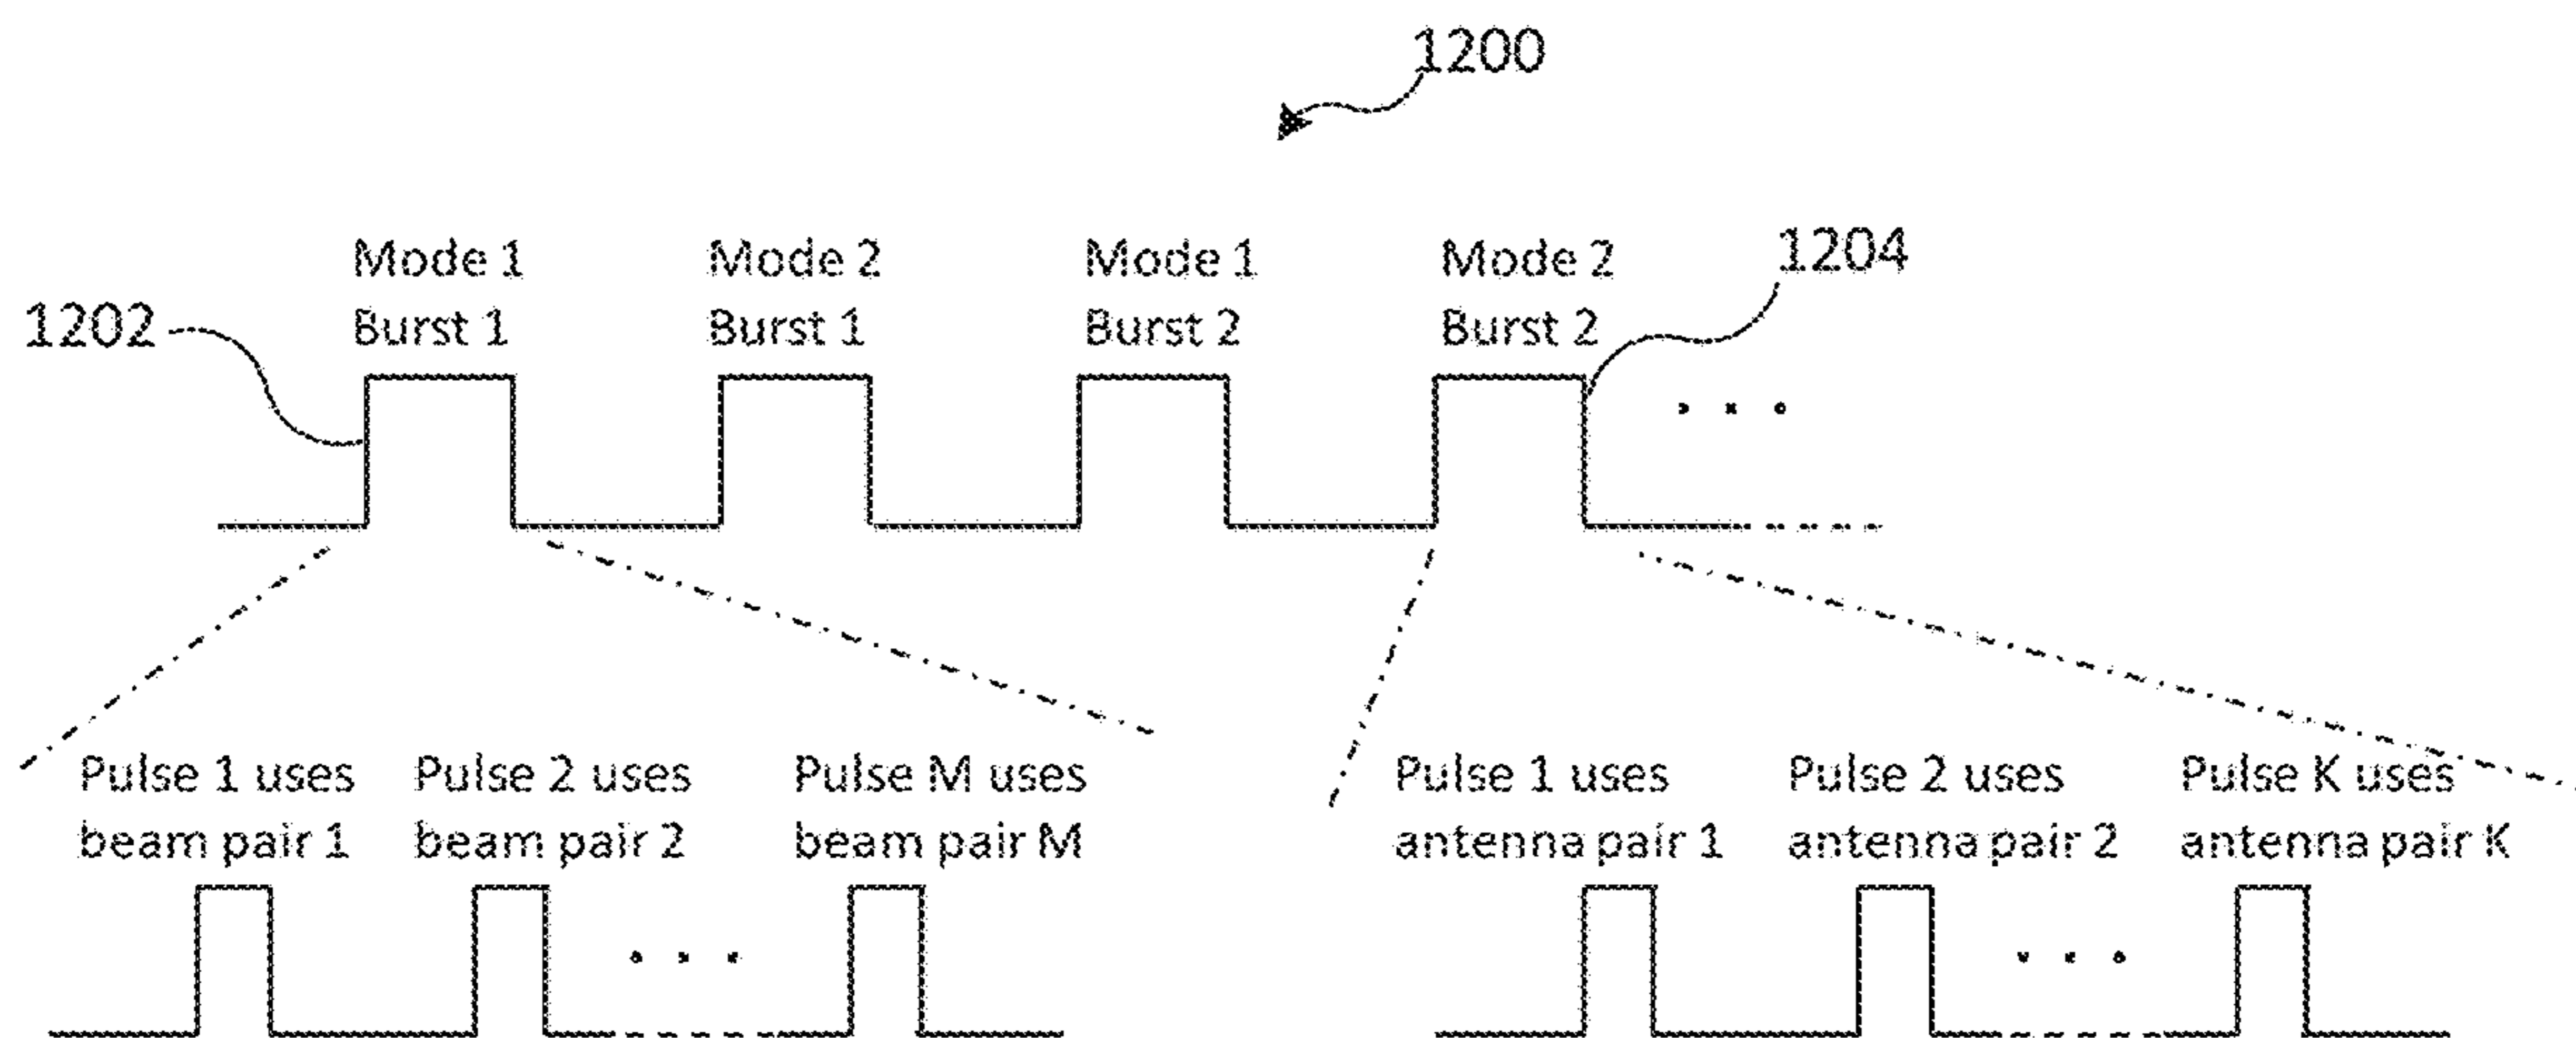 1200
Mode 1
Burst 1
Mode 2
Burst 1
Mode 1
Burst 2
Mode 2
Burst 2
1204
1202
Pulse 1 uses
beam pair 1
Pulse 2 uses
beam pair 2
Pulse M uses
beam pair M
Pulse 1 uses
antenna pair 1
Pulse 2 uses
antenna pair 2
Pulse K uses
antenna pair K